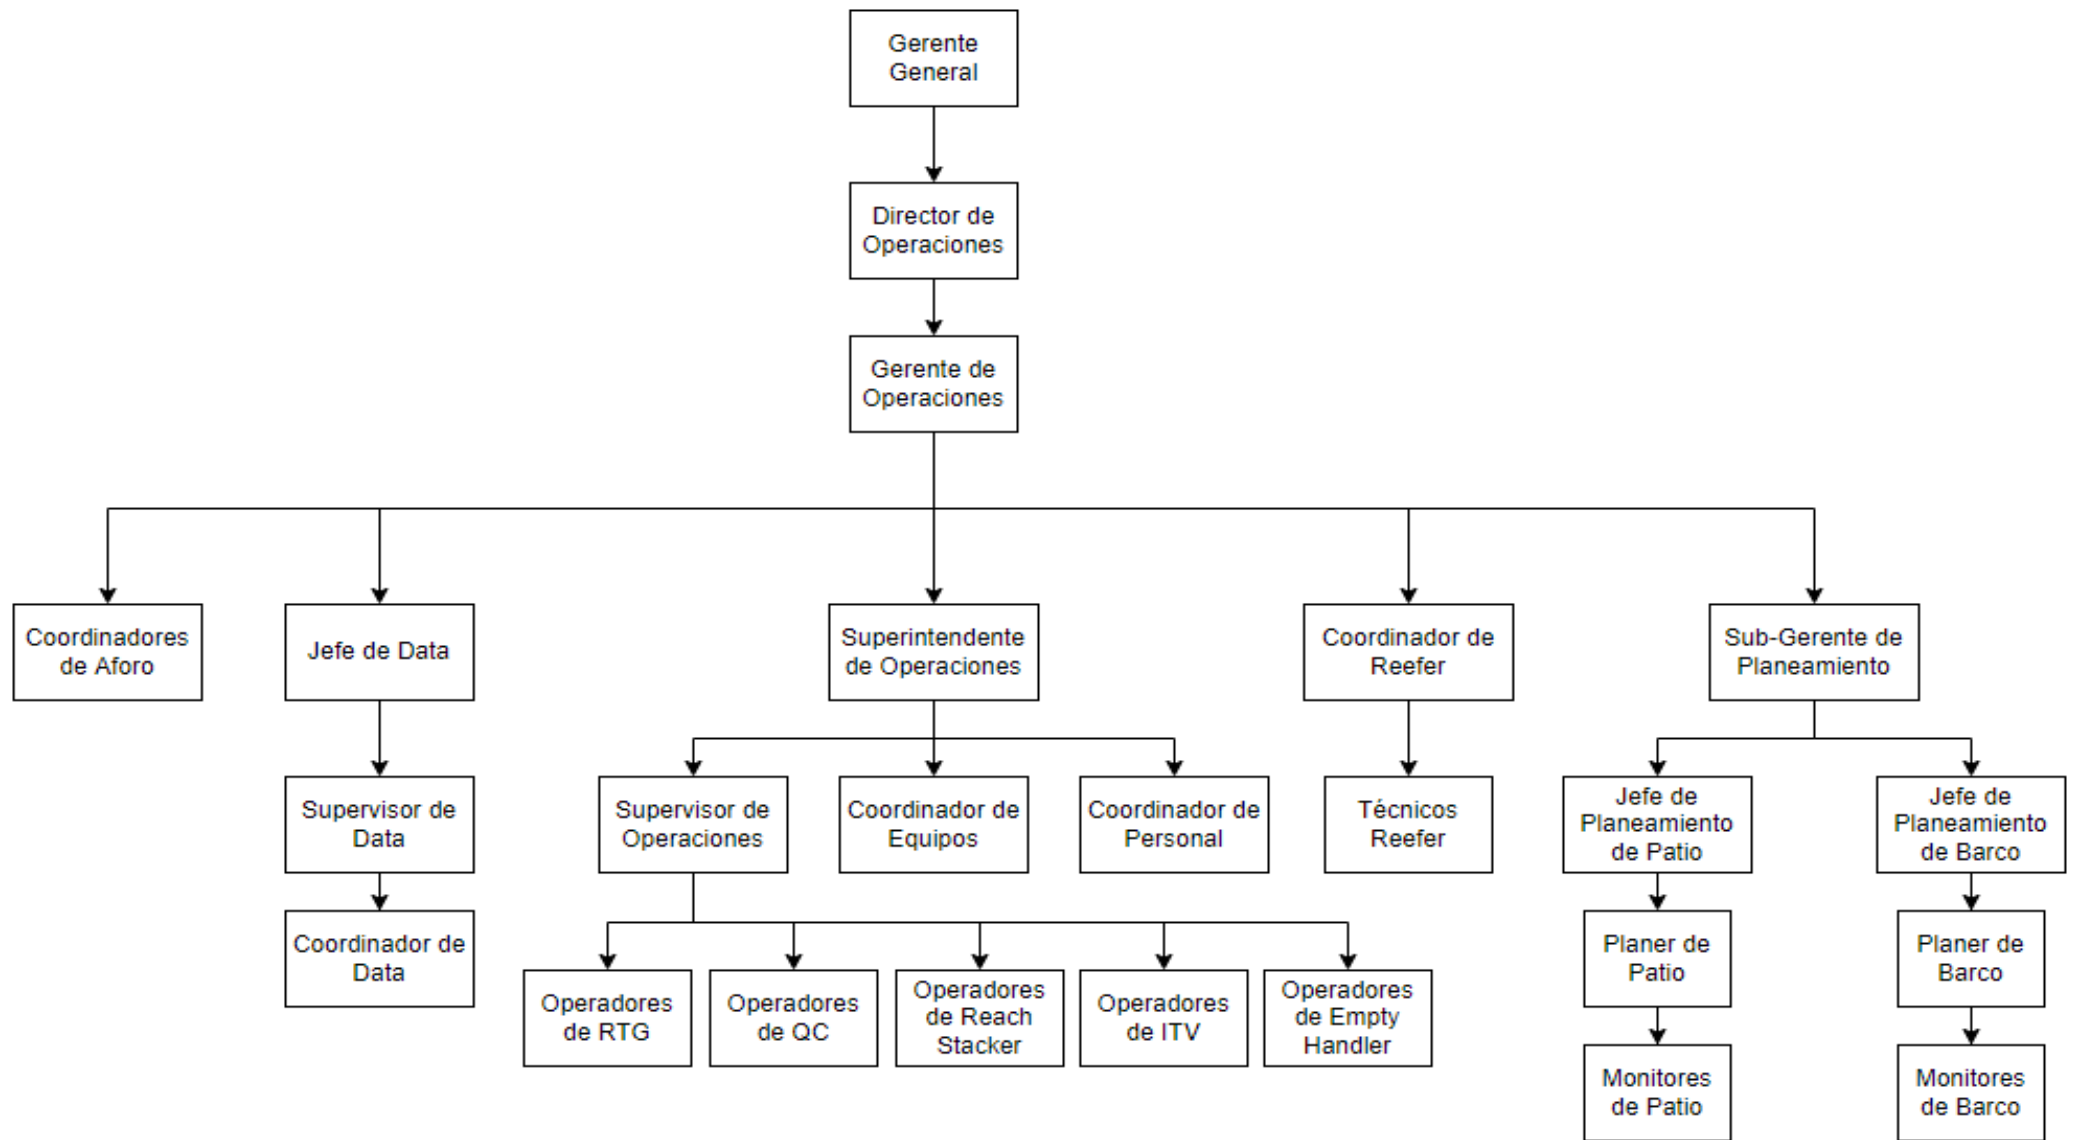 Gerente
General
Director de
Operaciones
Gerente de
Operaciones
Coordinadores
de Aforo
Jefe de Data
Superintendente
de Operaciones
Coordinador de
Reefer
Sub-Gerente de
Planeamiento
Supervisor de
Data
Supervisor de
Operaciones
Coordinador de
Equipos
Coordinador de
Personal
Técnicos
Reefer
Jefe de
Planeamiento
de Patio
Jefe de
Planeamiento
de Barco
Coordinador de
Data
Operadores
de RTG
Operadores
de QC
Operadores
de Reach
Stacker
Operadores
de ITV
Operadores
de Empty
Handler
Planer de
Patio
Planer de
Barco
Monitores
de Patio
Monitores
de Barco